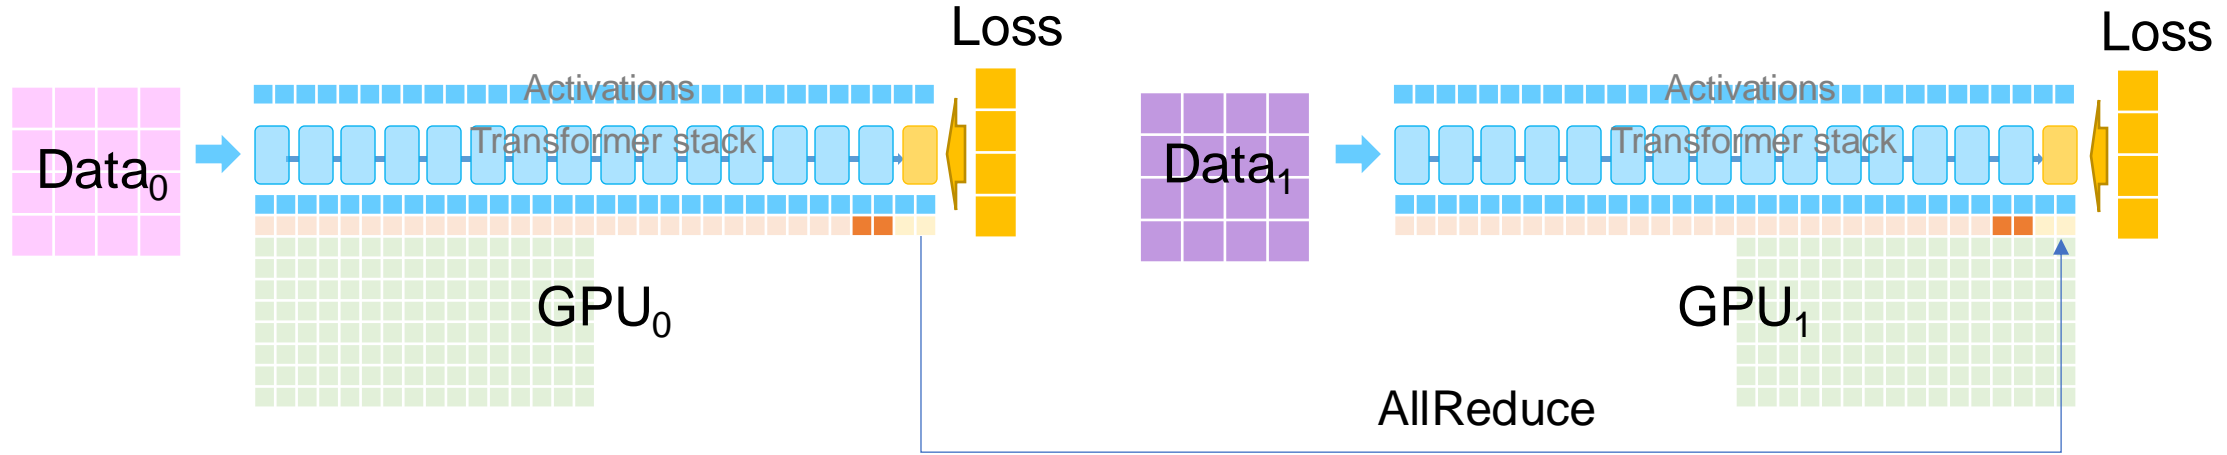 Loss
Activations
Transformer stack
Data0
GPU0
Loss
Activations
Transformer stack
Data1
GPU1
AllReduce